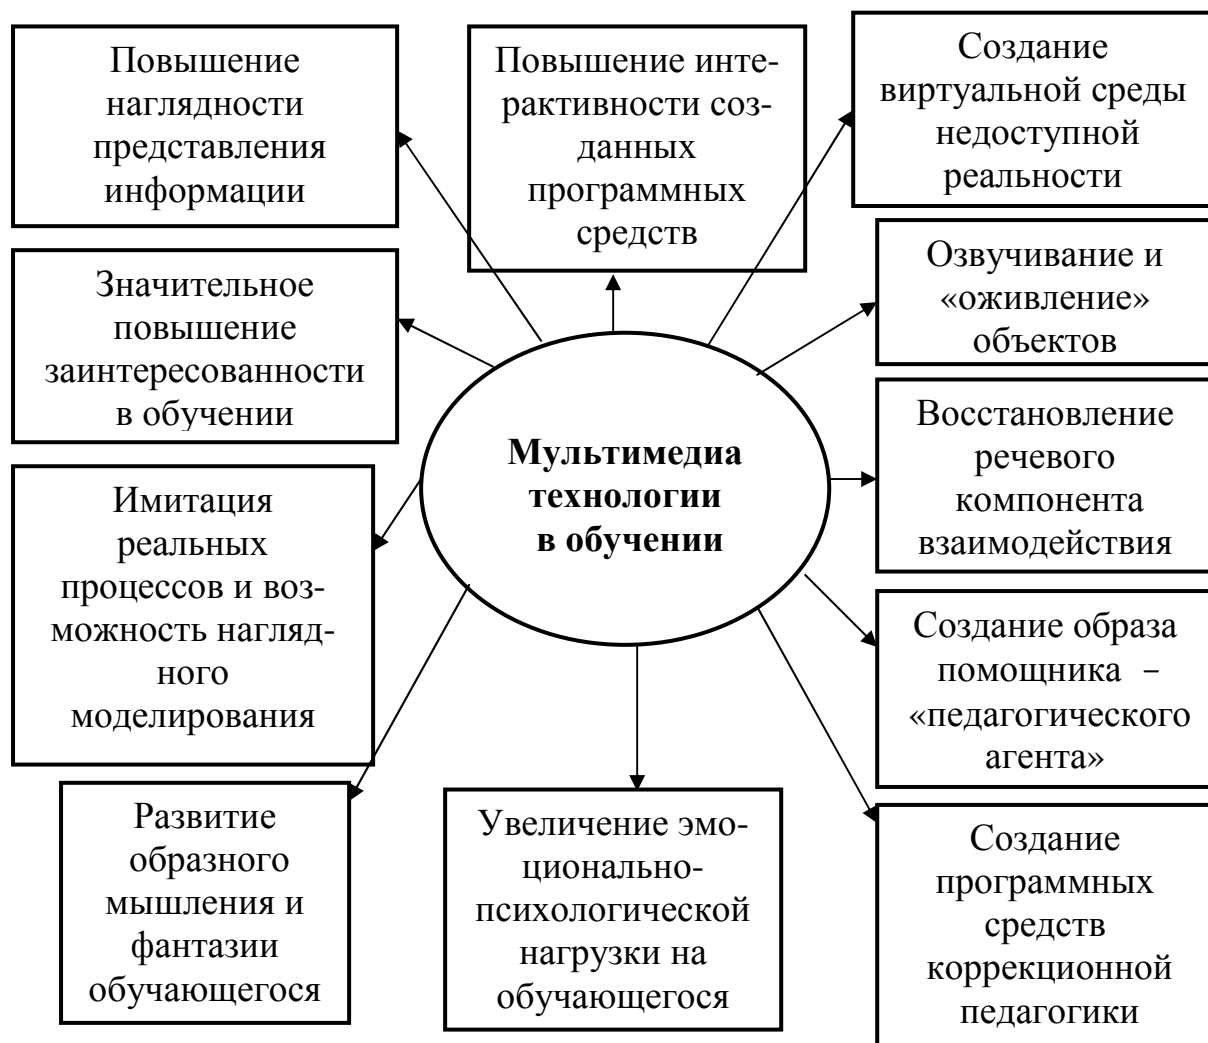 Повышение
наглядности
представления
информации
Повышение инте-
рактивности соз-
данных
программных
средств
Создание
виртуальной среды
недоступной
реальности
Значительное
повышение
заинтересованности
в обучении
Озвучивание и
«оживление»
объектов
Мультимедиа
технологии
в обучении
Восстановление
речевого
компонента
взаимодействия
Имитация
реальных
процессов и воз-
можность нагляд-
ного
моделирования
Создание образа
помощника –
«педагогического
агента»
Развитие
образного
мышления и
фантазии
обучающегося
Увеличение эмо-
ционально-
психологической
нагрузки на
обучающегося
Создание
программных
средств
коррекционной
педагогики